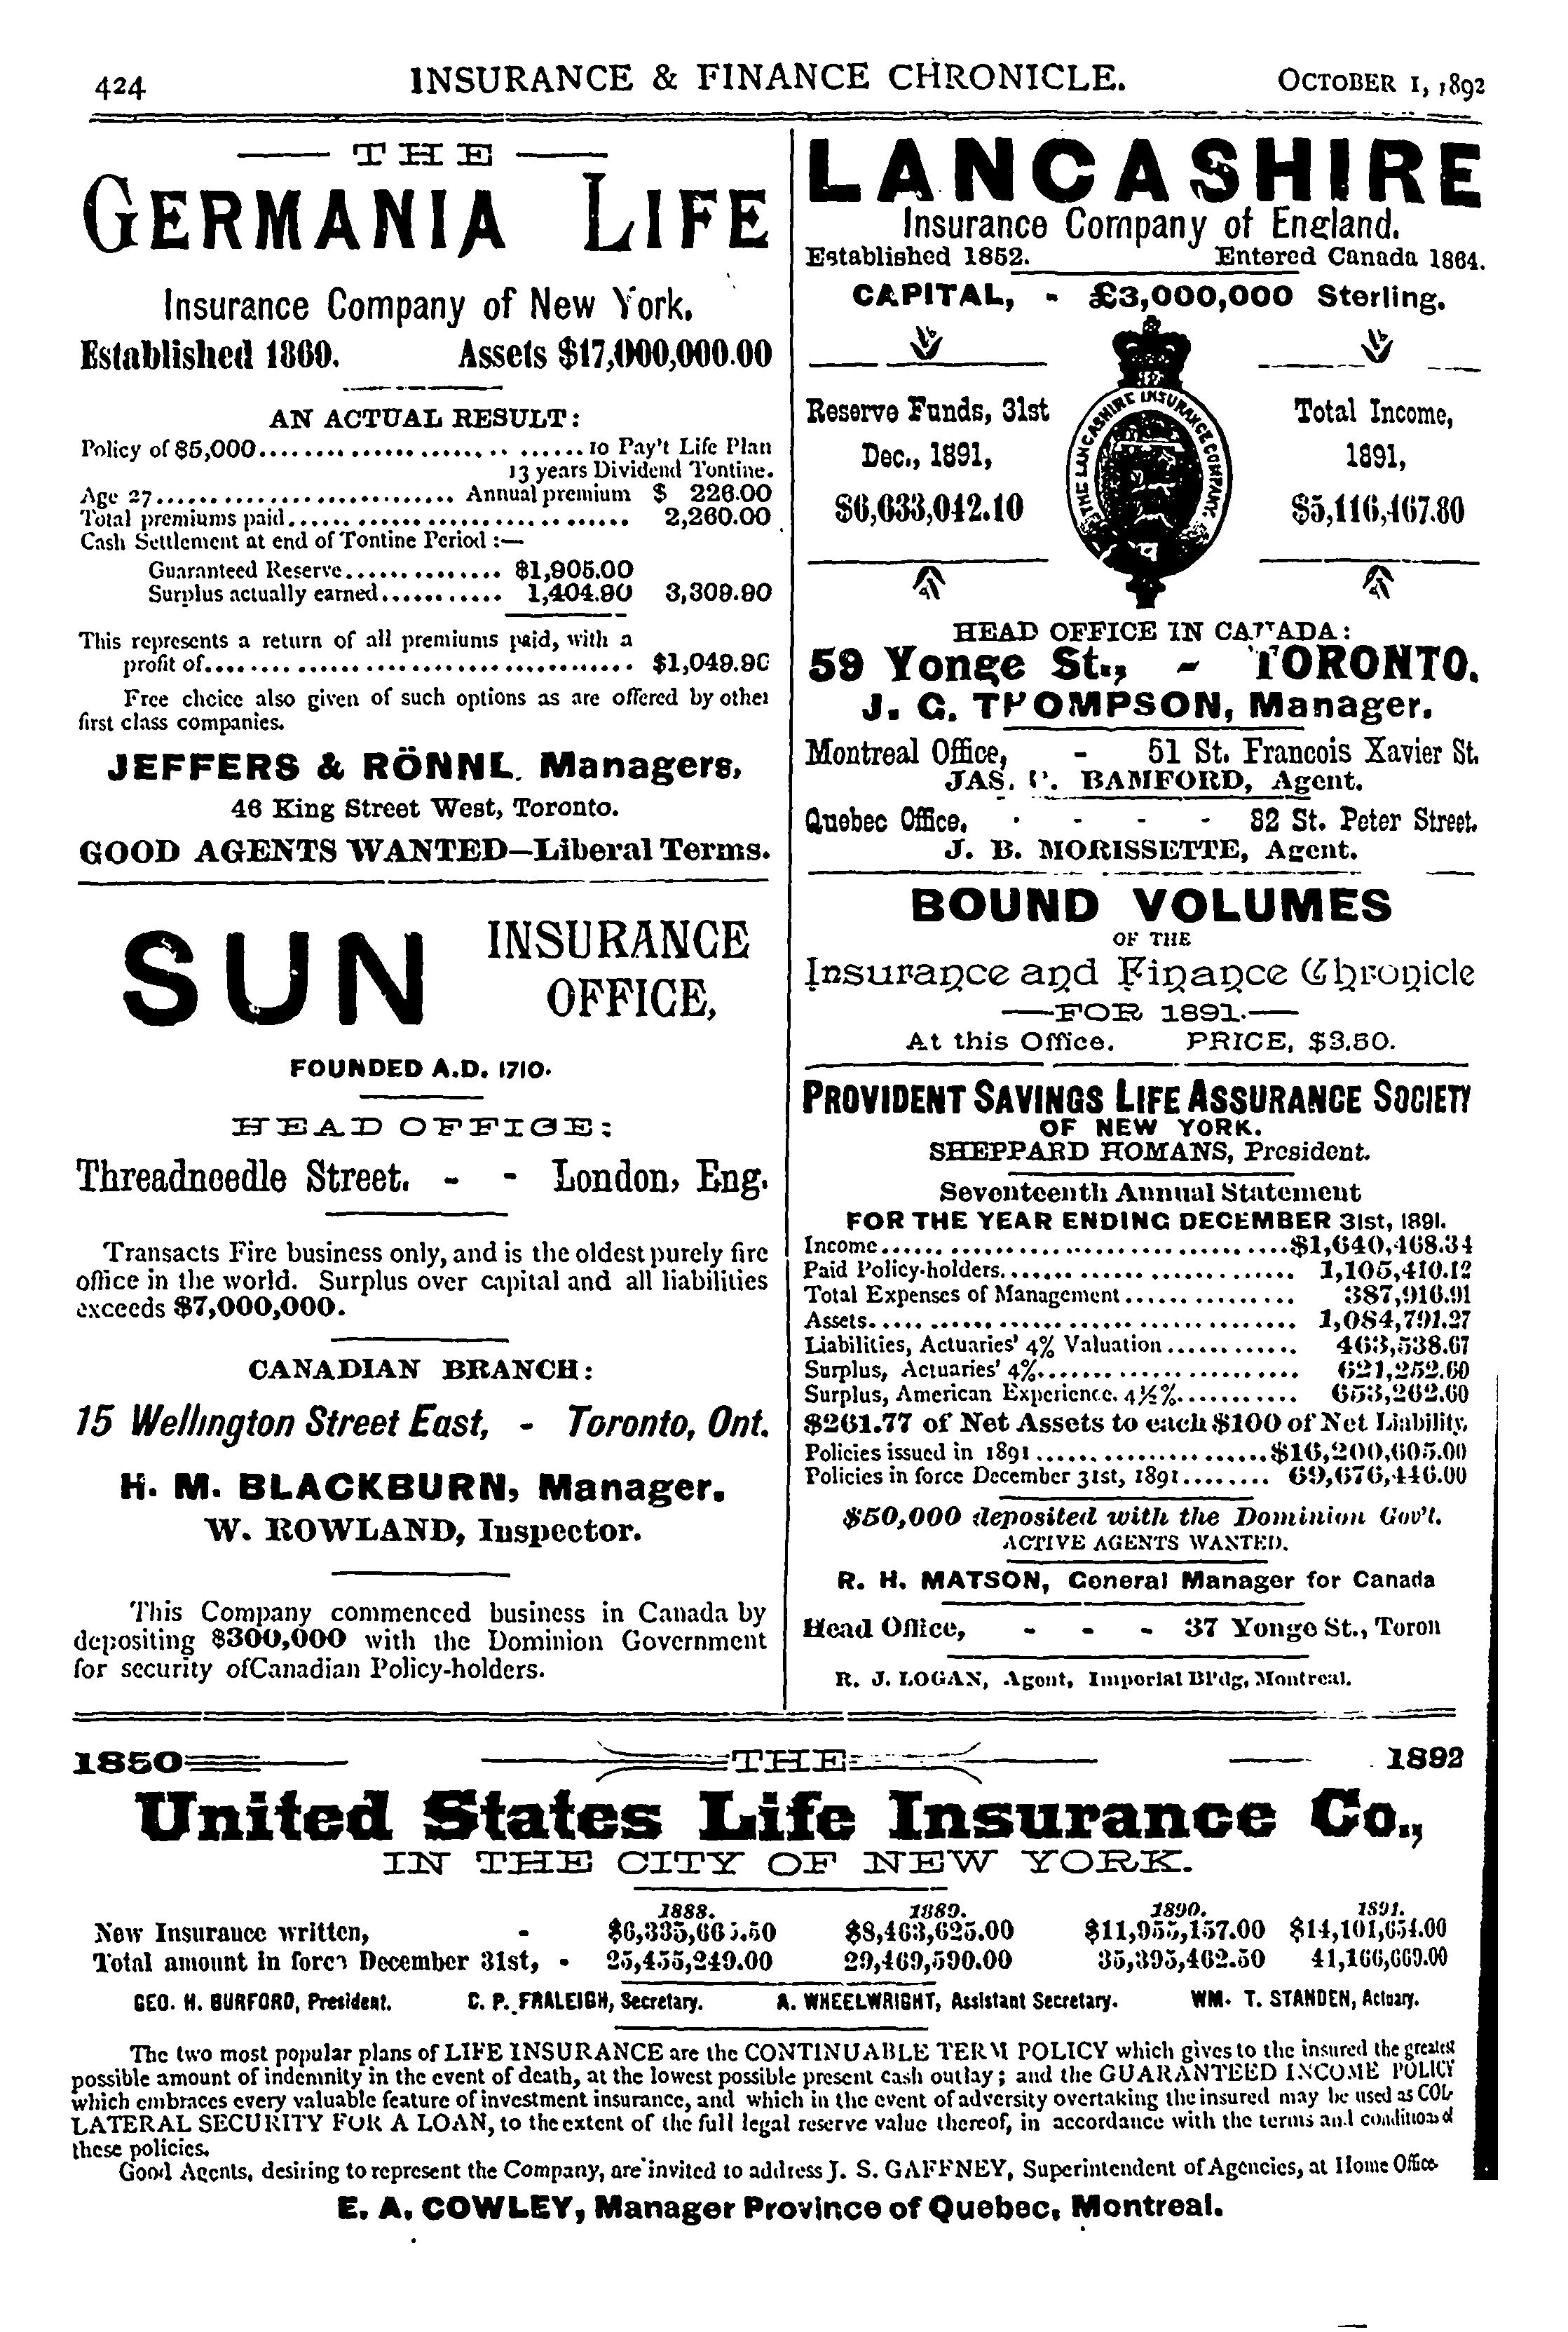 424
INSURANCE & FINANCE CHRONICLE.
OCTOBER 1, 1892
THE
GERMANIA LIFE
Insurance Company of New York.
Established 1860. Assets $17,000,000.00
AN ACTUAL RESULT:
Policy of $5,000.......... 10 Pay't Life Plan
13 years Dividend Tontine.
Age 27.......... Annual premium $ 226.00
Total premiums paid.......... 2,260.00
Cash Settlement at end of Tontine Period :—
Guaranteed Reserve.......... $1,905.00
Surplus actually earned.......... 1,404.90 3,309.90
This represents a return of all premiums paid, with a
profit of.......... $1,049.90
Free choice also given of such options as are offered by other
first class companies.
JEFFERS & RÖNNE, Managers,
46 King Street West, Toronto.
GOOD AGENTS WANTED—Liberal Terms.
SUN INSURANCE
OFFICE,
FOUNDED A.D. 1710.
HEAD OFFICE:
Threadneedle Street. - - London, Eng.
Transacts Fire business only, and is the oldest purely fire
office in the world. Surplus over capital and all liabilities
exceeds $7,000,000.
CANADIAN BRANCH:
15 Wellington Street East, - Toronto, Ont.
H. M. BLACKBURN, Manager.
W. ROWLAND, Inspector.
This Company commenced business in Canada by
depositing $300,000 with the Dominion Government
for security of Canadian Policy-holders.
LANCASHIRE
Insurance Company of England.
Established 1852. Entered Canada 1864.
CAPITAL, - £3,000,000 Sterling.
Reserve Funds, 31st
Dec., 1891,
$6,633,042.10
THE LANCASHIRE INSURANCE COMPANY.
Total Income,
1891,
$5,116,467.80
HEAD OFFICE IN CANADA:
59 Yonge St., - TORONTO.
J. C. THOMPSON, Manager.
Montreal Office, - 51 St. Francois Xavier St.
JAS. BAMFORD, Agent.
Quebec Office. - - - - 82 St. Peter Street.
J. B. MORISSETTE, Agent.
BOUND VOLUMES
OF THE
Insurance and Finance Chronicle
—FOR 1891.—
At this Office. PRICE, $3.50.
PROVIDENT SAVINGS LIFE ASSURANCE SOCIETY
OF NEW YORK.
SHEPPARD HOMANS, President.
Seventeenth Annual Statement
FOR THE YEAR ENDING DECEMBER 31st, 1891.
Income.......... $1,640,468.34
Paid Policy-holders.......... 1,105,410.12
Total Expenses of Management.......... 387,916.91
Assets.......... 1,084,791.27
Liabilities, Actuaries' 4% Valuation.......... 463,538.67
Surplus, Actuaries' 4%.......... 621,252.60
Surplus, American Experience. 4½%.......... 653,262.60
$261.77 of Net Assets to each $100 of Net Liability.
Policies issued in 1891.......... $16,200,605.00
Policies in force December 31st, 1891.......... 69,676,446.00
$50,000 deposited with the Dominion Gov't.
ACTIVE AGENTS WANTED.
R. H. MATSON, General Manager for Canada
Head Office, - - - 37 Yonge St., Toron
R. J. LOGAN, Agent, Imperial Bl'dg, Montreal.
1850 THE 1892
United States Life Insurance Co.,
IN THE CITY OF NEW YORK.
1888. 1889. 1890. 1891.
New Insurance written, - $6,335,665.50 $8,463,625.00 $11,955,157.00 $14,101,654.00
Total amount in force December 31st, - 25,455,249.00 29,469,590.00 35,395,462.50 41,166,669.00
GEO. H. BURFORD, President. C. P. FRALEIGH, Secretary. A. WHEELWRIGHT, Assistant Secretary. WM. T. STANDEN, Actuary.
The two most popular plans of LIFE INSURANCE are the CONTINUABLE TERM POLICY which gives to the insured the greatest
possible amount of indemnity in the event of death, at the lowest possible present cash outlay; and the GUARANTEED INCOME POLICY
which embraces every valuable feature of investment insurance, and which in the event of adversity overtaking the insured may be used as COL-
LATERAL SECURITY FOR A LOAN, to the extent of the full legal reserve value thereof, in accordance with the terms and conditions of
these policies.
Good Agents, desiring to represent the Company, are invited to address J. S. GAFFNEY, Superintendent of Agencies, at Home Office.
E. A. COWLEY, Manager Province of Quebec, Montreal.